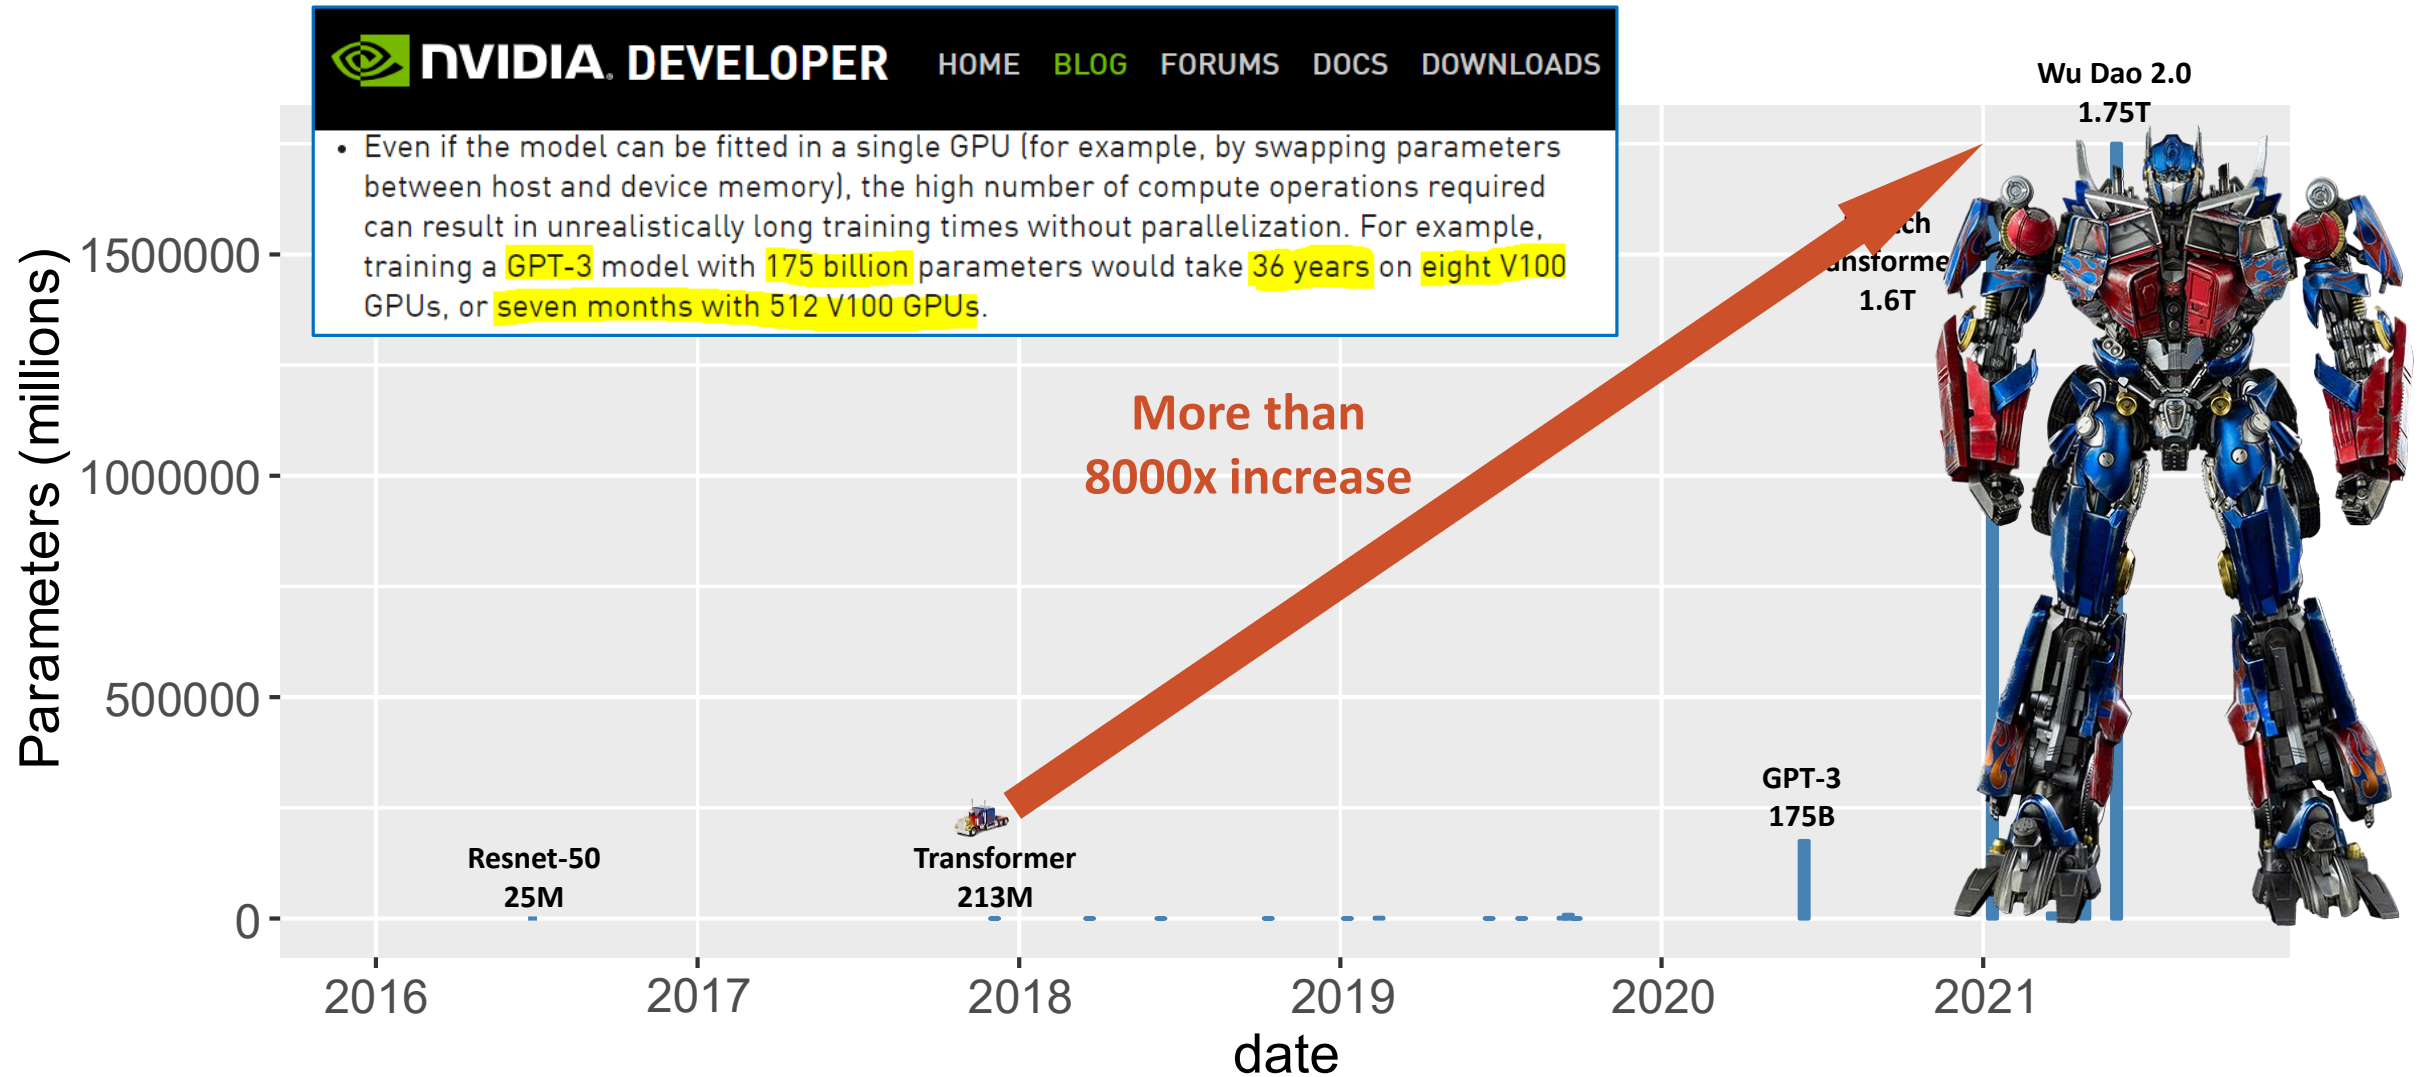 NVIDIA. DEVELOPER HOME BLOG FORUMS DOCS DOWNLOADS
• Even if the model can be fitted in a single GPU (for example, by swapping parameters
between host and device memory), the high number of compute operations required
can result in unrealistically long training times without parallelization. For example,
training a GPT-3 model with 175 billion parameters would take 36 years on eight V100
GPUs, or seven months with 512 V100 GPUs.
Wu Dao 2.0
1.75T
1.6T
More than
8000x increase
GPT-3
175B
Resnet-50
25M
Transformer
213M
Parameters (millions)
1500000
1000000
500000
0
2016 2017 2018 2019 2020 2021
date